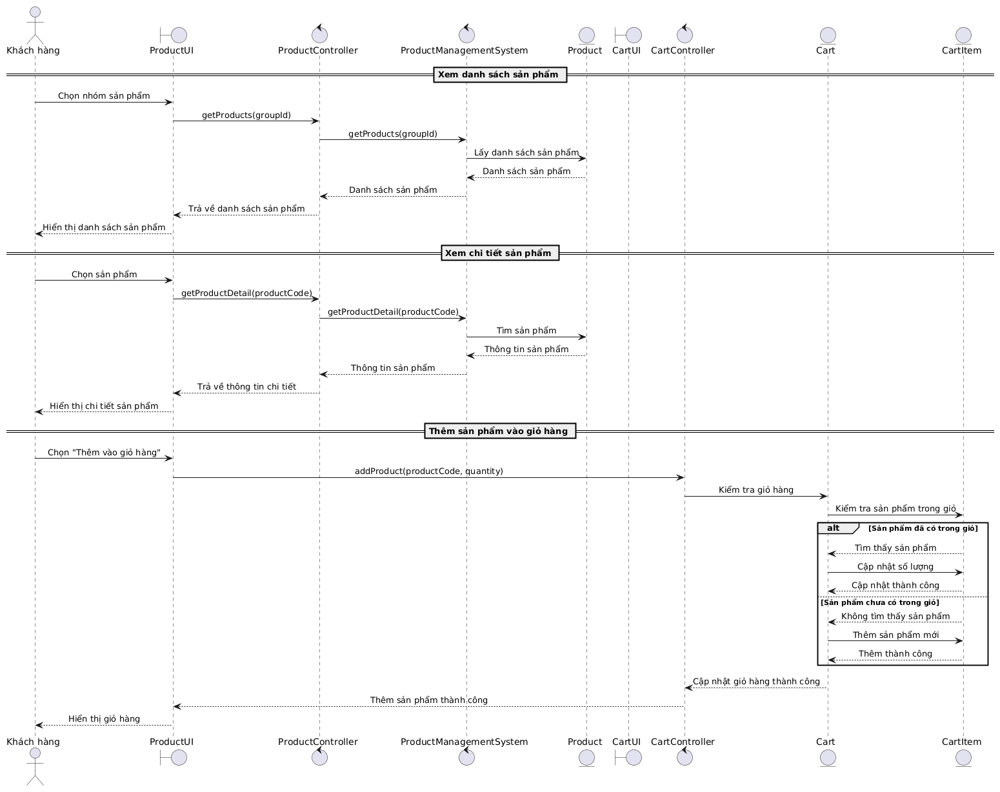 Khách hàng
ProductUI
ProductController
ProductManagementSystem
Product
CartUI
CartController
Cart
CartItem
Xem danh sách sản phẩm
Chọn nhóm sản phẩm
getProducts(groupId)
getProducts(groupId)
Lấy danh sách sản phẩm
Danh sách sản phẩm
Danh sách sản phẩm
Trả về danh sách sản phẩm
Hiển thị danh sách sản phẩm
Xem chi tiết sản phẩm
Chọn sản phẩm
getProductDetail(productCode)
getProductDetail(productCode)
Tìm sản phẩm
Thông tin sản phẩm
Thông tin sản phẩm
Trả về thông tin chi tiết
Hiển thị chi tiết sản phẩm
Thêm sản phẩm vào giỏ hàng
Chọn "Thêm vào giỏ hàng"
addProduct(productCode, quantity)
Kiểm tra giỏ hàng
Kiểm tra sản phẩm trong giỏ
alt [Sản phẩm đã có trong giỏ]
Tìm thấy sản phẩm
Cập nhật số lượng
Cập nhật thành công
[Sản phẩm chưa có trong giỏ]
Không tìm thấy sản phẩm
Thêm sản phẩm mới
Thêm thành công
Cập nhật giỏ hàng thành công
Thêm sản phẩm thành công
Hiển thị giỏ hàng
Khách hàng
ProductUI
ProductController
ProductManagementSystem
Product
CartUI
CartController
Cart
CartItem